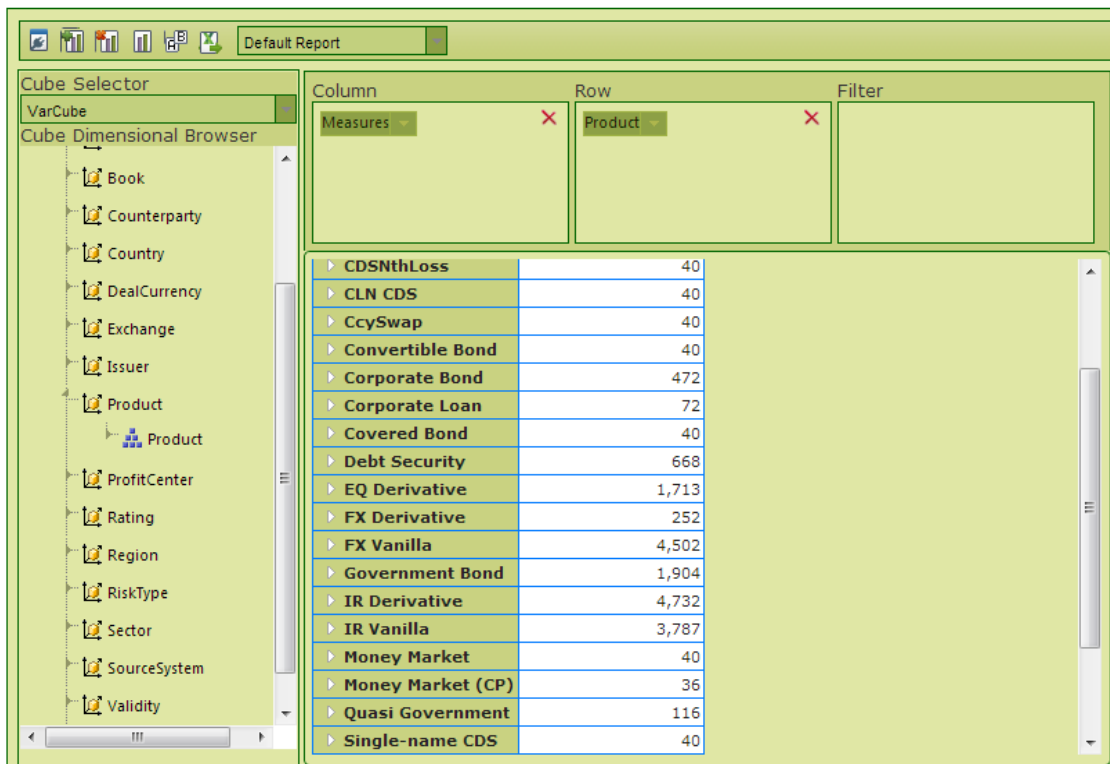 Default Report
Cube Selector
VarCube
Cube Dimensional Browser
Book
Counterparty
Country
DealCurrency
Exchange
Issuer
Product
Product
ProfitCenter
Rating
Region
RiskType
Sector
SourceSystem
Validity
Column
Row
Filter
Measures
Product
CDSNthLoss 40
CLN CDS 40
CcySwap 40
Convertible Bond 40
Corporate Bond 472
Corporate Loan 72
Covered Bond 40
Debt Security 668
EQ Derivative 1,713
FX Derivative 252
FX Vanilla 4,502
Government Bond 1,904
IR Derivative 4,732
IR Vanilla 3,787
Money Market 40
Money Market (CP) 36
Quasi Government 116
Single-name CDS 40